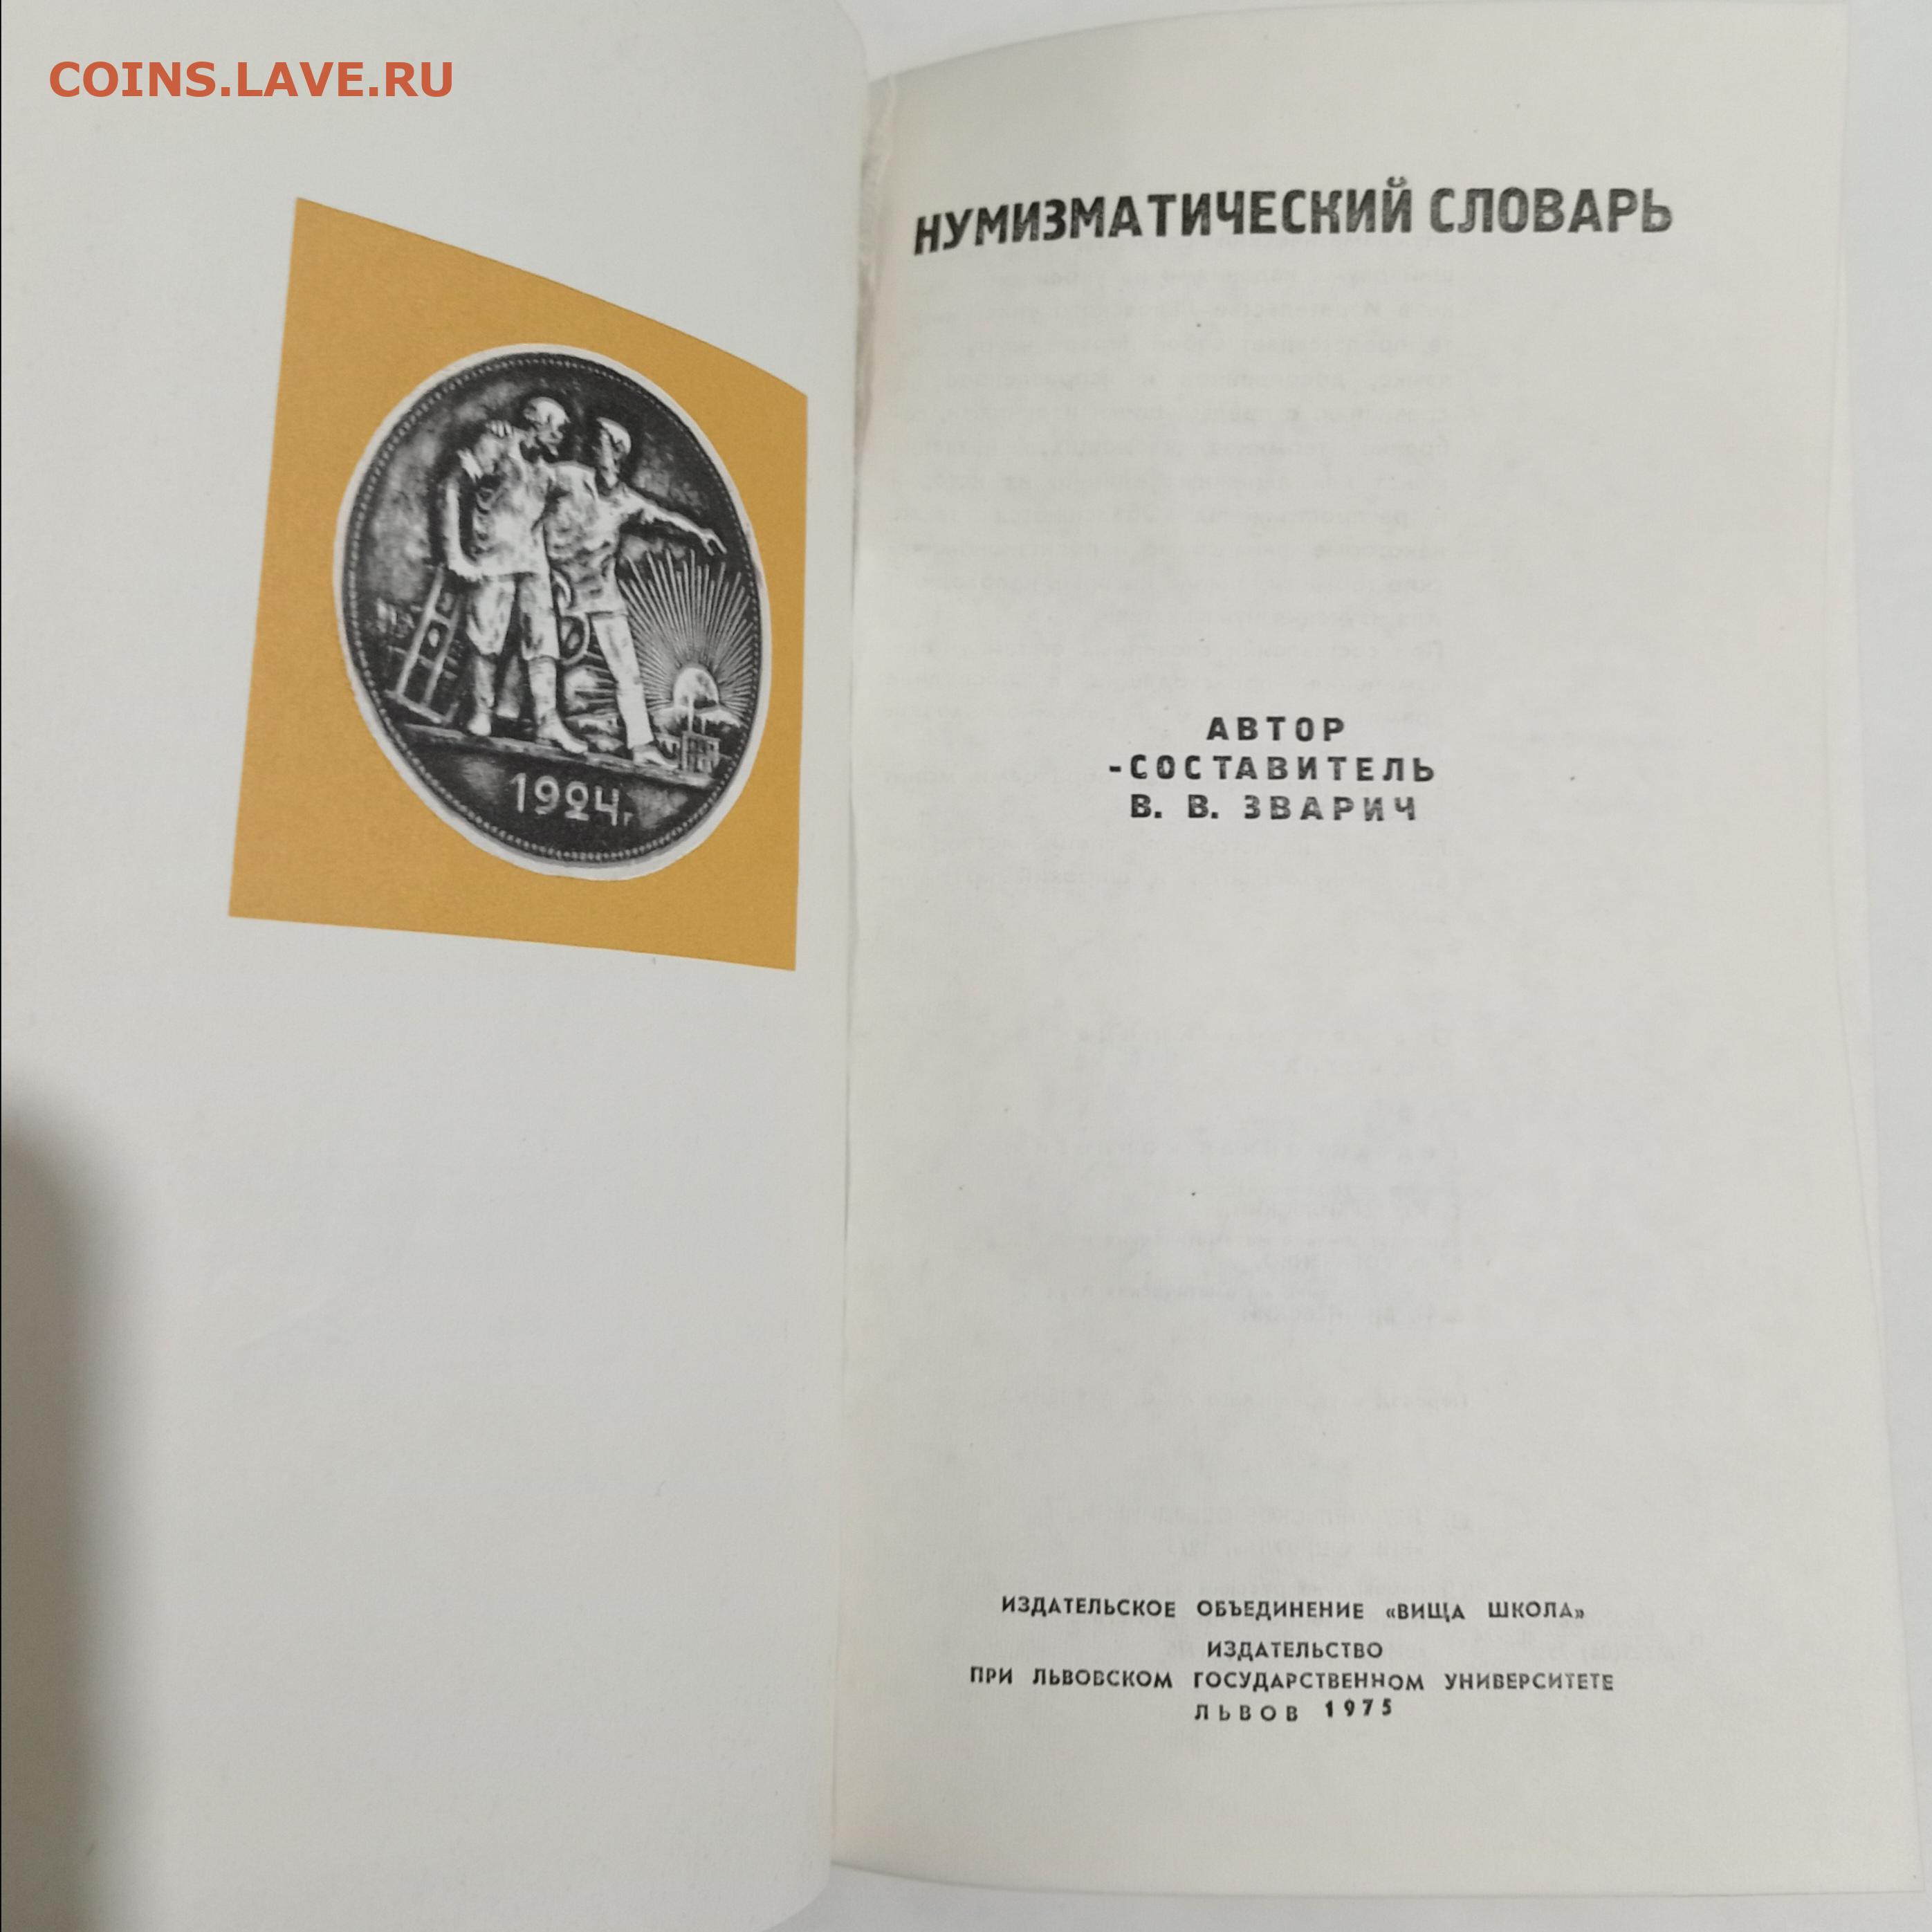 COINS.LAVE.RU
1924г.
НУМИЗМАТИЧЕСКИЙ СЛОВАРЬ
АВТОР
-СОСТАВИТЕЛЬ
В. В. ЗВАРИЧ
ИЗДАТЕЛЬСКОЕ ОБЪЕДИНЕНИЕ «ВИЩА ШКОЛА»
ИЗДАТЕЛЬСТВО
ПРИ ЛЬВОВСКОМ ГОСУДАРСТВЕННОМ УНИВЕРСИТЕТЕ
ЛЬВОВ 1975